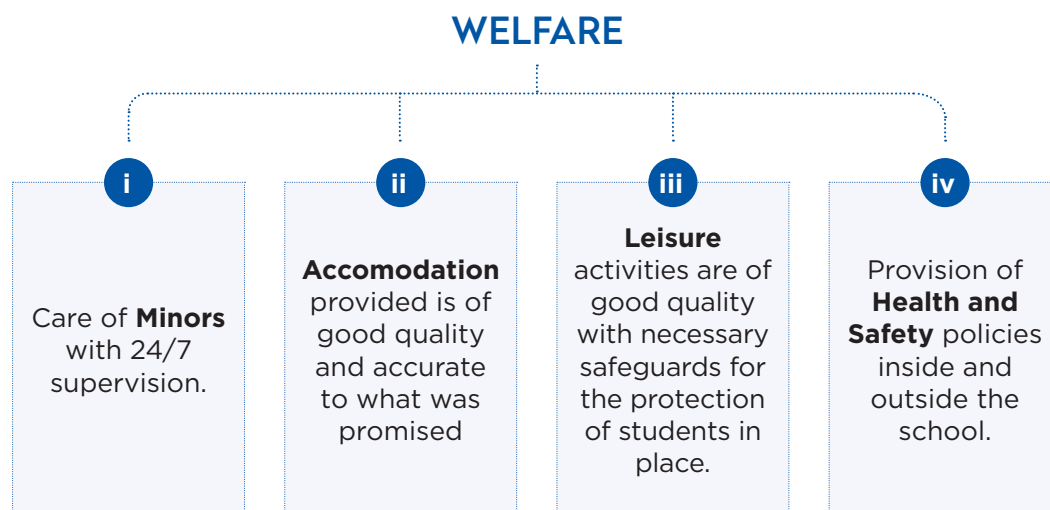 WELFARE
i
Care of Minors
with 24/7
supervision.
ii
Accomodation
provided is of
good quality
and accurate
to what was
promised
iii
Leisure
activities are of
good quality
with necessary
safeguards for
the protection
of students in
place.
iv
Provision of
Health and
Safety policies
inside and
outside the
school.